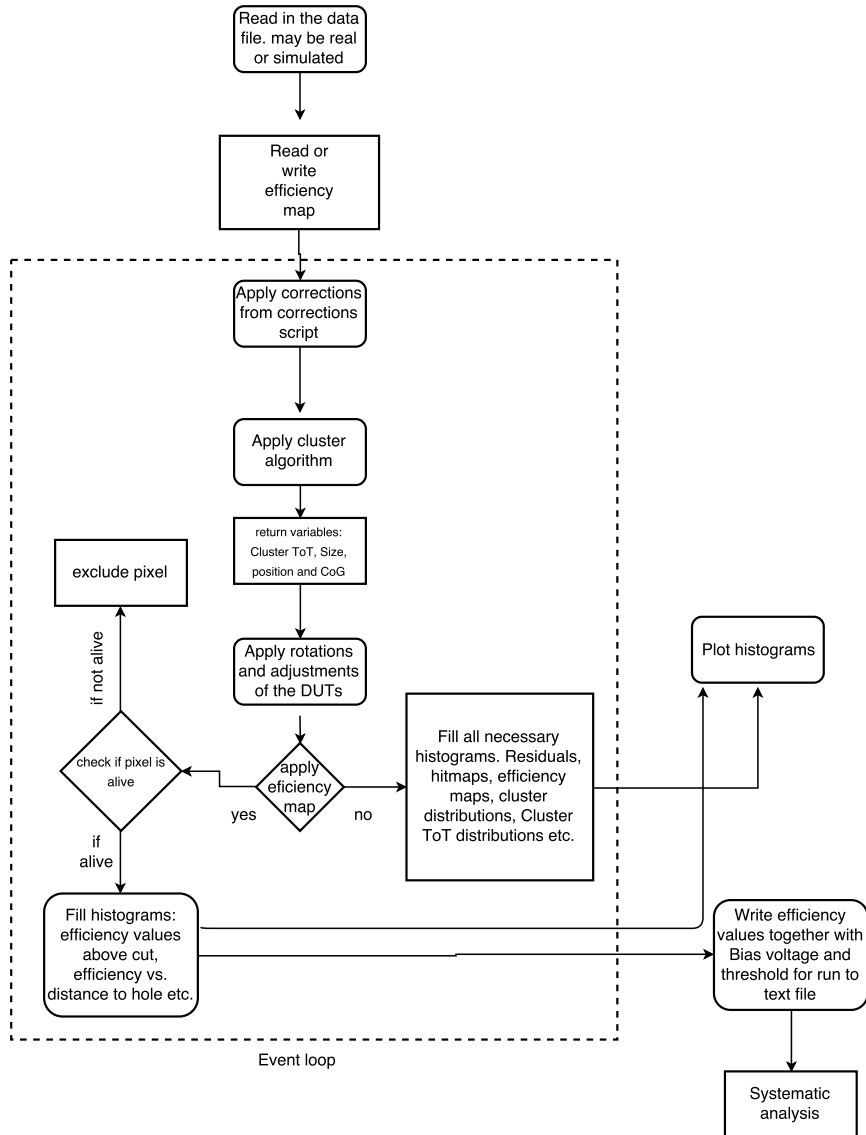 Read in the data
file. may be real
or simulated
Read or
write
efficiency
map
Apply corrections
from corrections
script
Apply cluster
algorithm
return variables:
Cluster ToT, Size,
position and CoG
exclude pixel
if not alive
Apply rotations
and adjustments
of the DUTs
Plot histograms
check if pixel is
alive
apply
eficiency
map
yes
no
Fill all necessary
histograms. Residuals,
hitmaps, efficiency
maps, cluster
distributions, Cluster
ToT distributions etc.
if
alive
Fill histograms:
efficiency values
above cut,
efficiency vs.
distance to hole etc.
Write efficiency
values together with
Bias voltage and
threshold for run to
text file
Event loop
Systematic
analysis